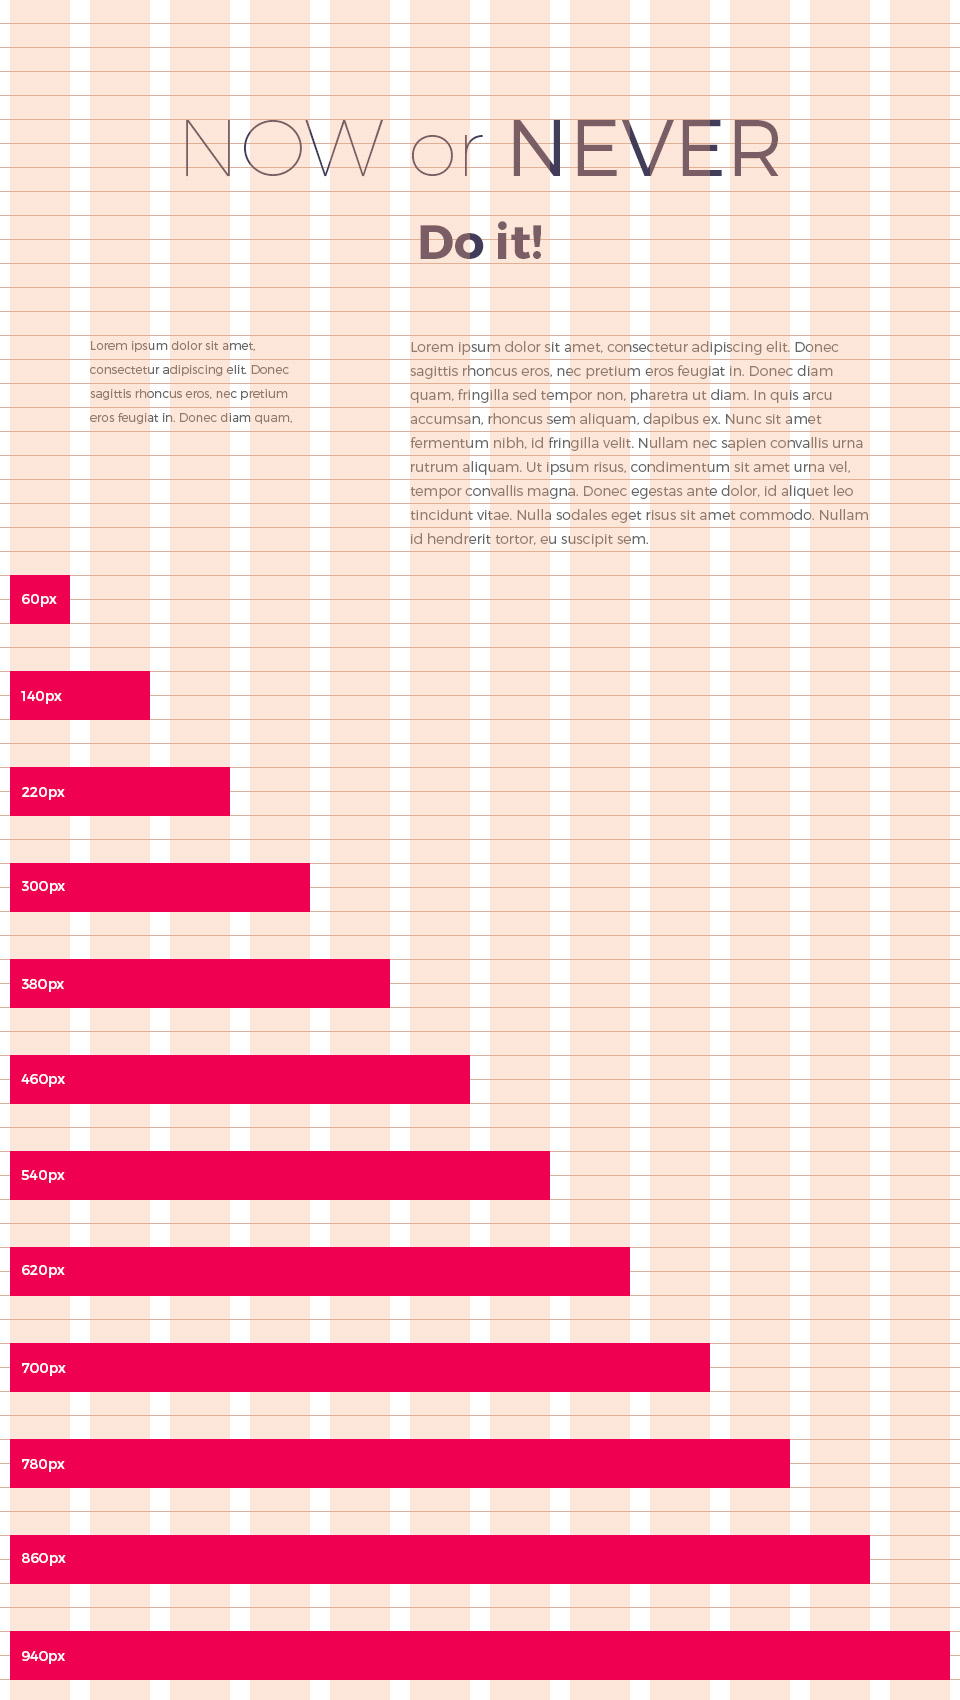 NOW or NEVER
Do it!
Lorem ipsum dolor sit amet,
consectetur adipiscing elit. Donec
sagittis rhoncus eros, nec pretium
eros feugiat in. Donec diam quam,
Lorem ipsum dolor sit amet, consectetur adipiscing elit. Donec
sagittis rhoncus eros, nec pretium eros feugiat in. Donec diam
quam, fringilla sed tempor non, pharetra ut diam. In quis arcu
accumsan, rhoncus sem aliquam, dapibus ex. Nunc sit amet
fermentum nibh, id fringilla velit. Nullam nec sapien convallis urna
rutrum aliquam. Ut ipsum risus, condimentum sit amet urna vel,
tempor convallis magna. Donec egestas ante dolor, id aliquet leo
tincidunt vitae. Nulla sodales eget risus sit amet commodo. Nullam
id hendrerit tortor, eu suscipit sem.
60px
140px
220px
300px
380px
460px
540px
620px
700px
780px
860px
940px